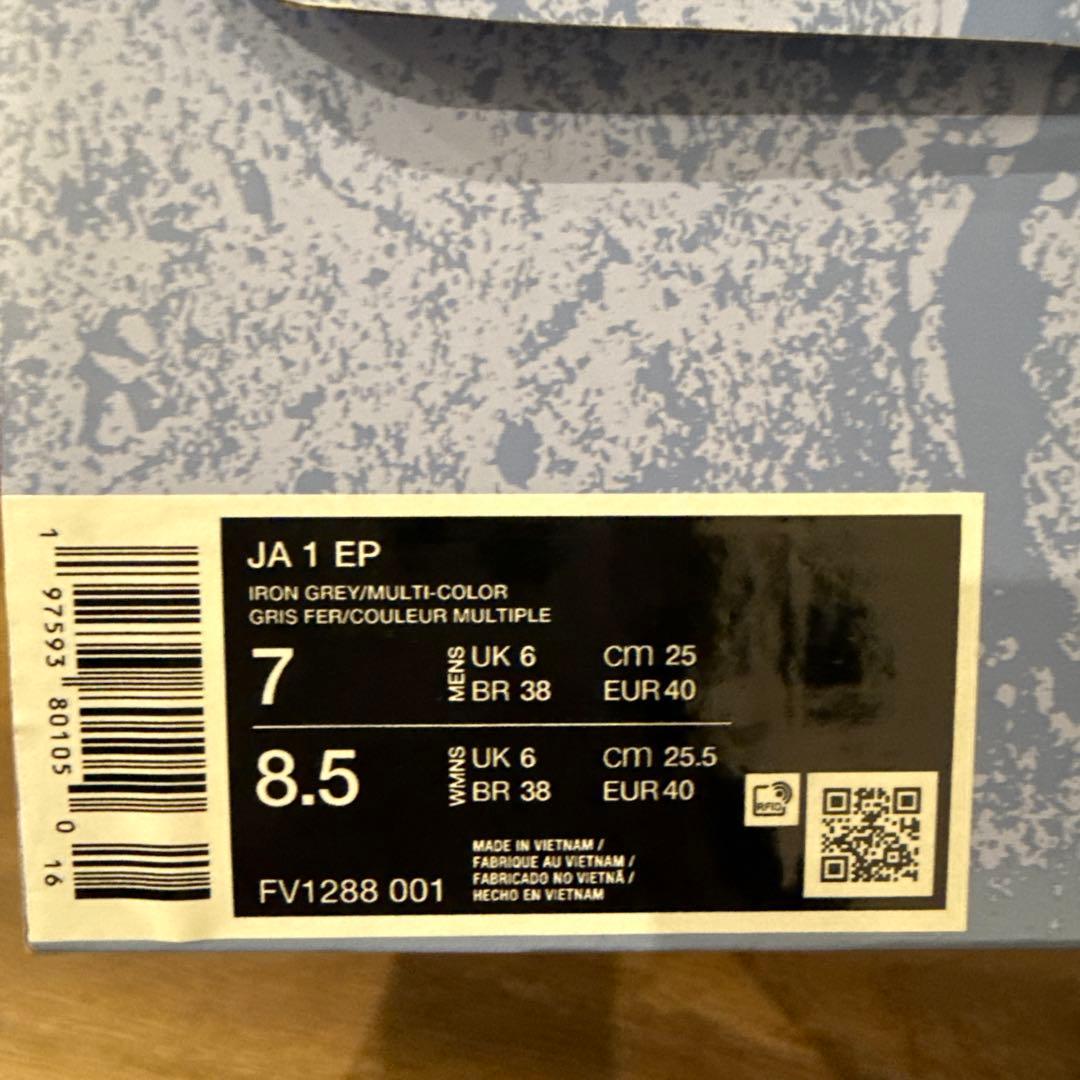 JA 1 EP
IRON GREY/MULTI-COLOR
GRIS FER/COULEUR MULTIPLE
7 MENS UK 6 cm 25
BR 38 EUR 40
8.5 WMNS UK 6 cm 25.5
BR 38 EUR 40
RFID
MADE IN VIETNAM /
FABRIQUE AU VIETNAM /
FABRICADO NO VIETNÃ /
HECHO EN VIETNAM
FV1288 001
1 97593 80105 0 16